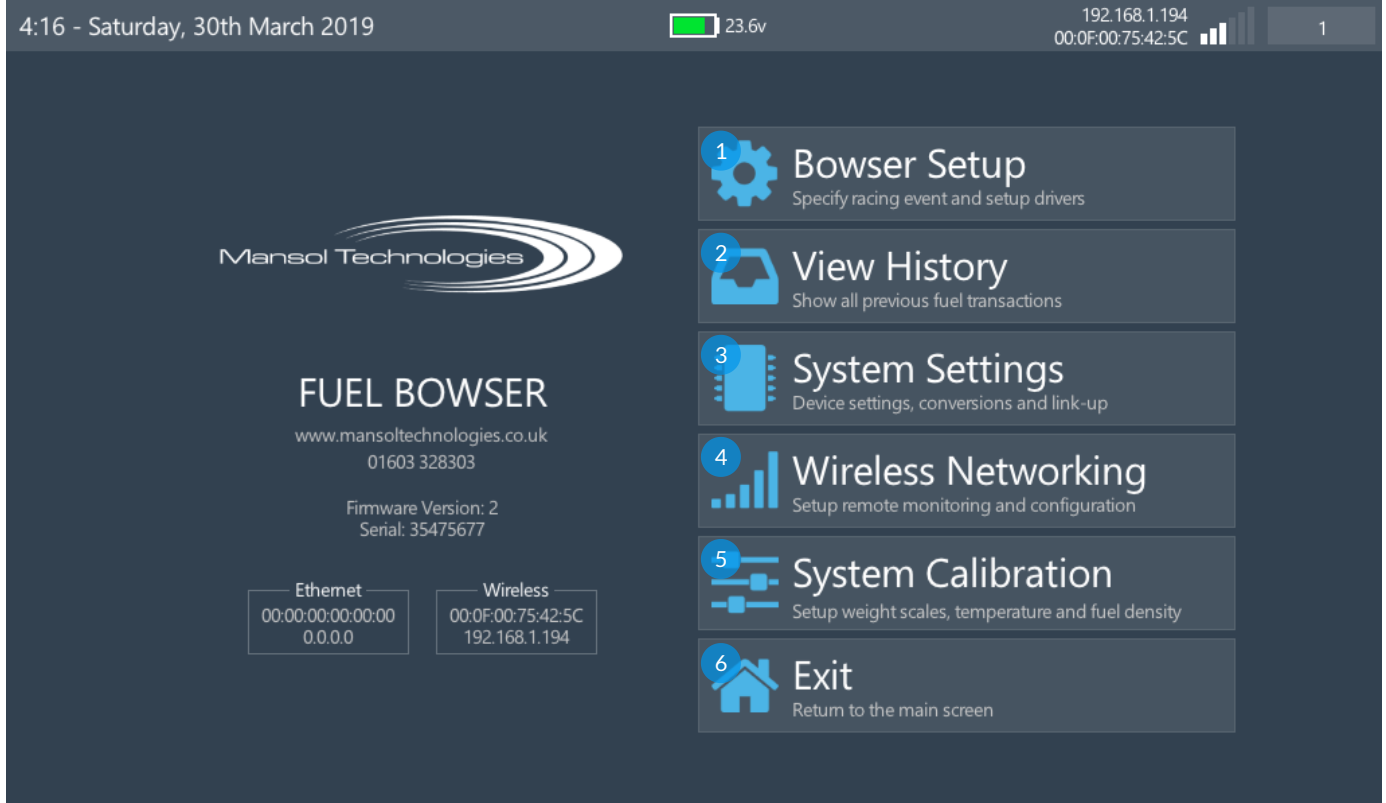 4:16 - Saturday, 30th March 2019
23.6v
192.168.1.194
00:0F:00:75:42:5C
1
Mansol Technologies
FUEL BOWSER
www.mansoltechnologies.co.uk
01603 328303
Firmware Version: 2
Serial: 35475677
Ethernet
00:00:00:00:00:00
0.0.0.0
Wireless
00:0F:00:75:42:5C
192.168.1.194
1
Bowser Setup
Specify racing event and setup drivers
2
View History
Show all previous fuel transactions
3
System Settings
Device settings, conversions and link-up
4
Wireless Networking
Setup remote monitoring and configuration
5
System Calibration
Setup weight scales, temperature and fuel density
6
Exit
Return to the main screen